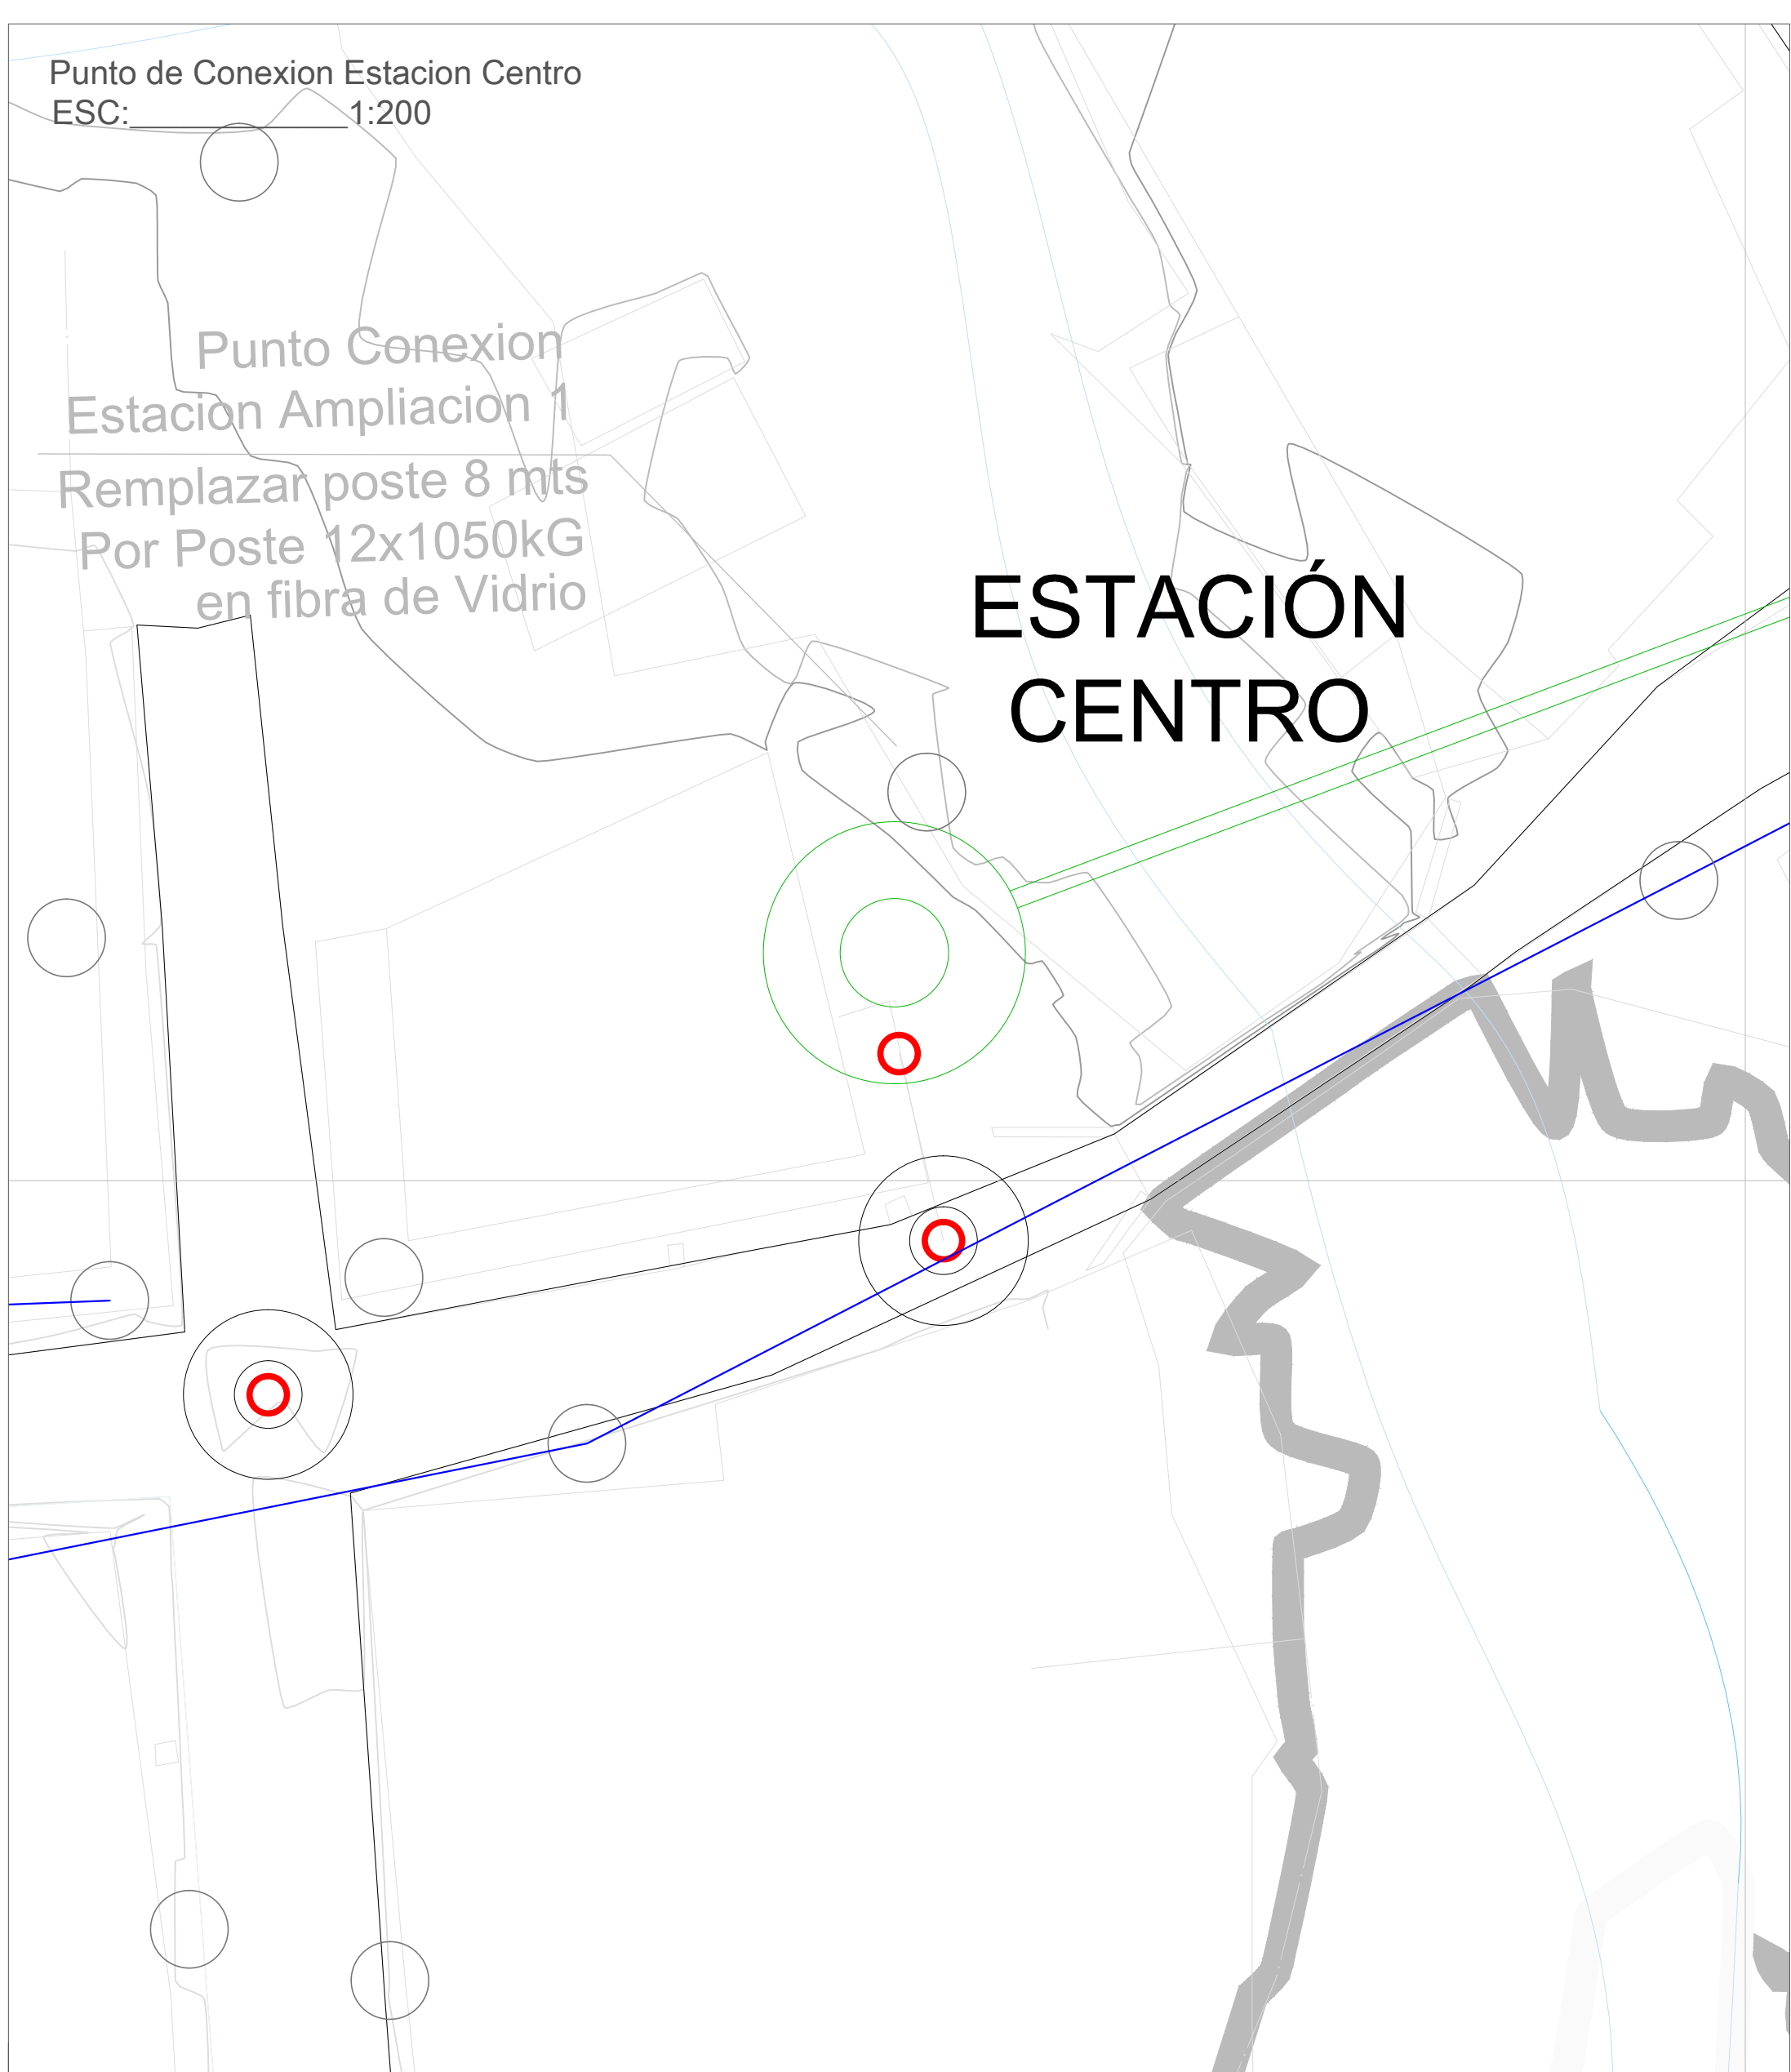 Punto de Conexion Estacion Centro
ESC:____________1:200
Punto Conexion
Estacion Ampliacion 1
Remplazar poste 8 mts
Por Poste 12x1050kG
en fibra de Vidrio
ESTACIÓN
CENTRO